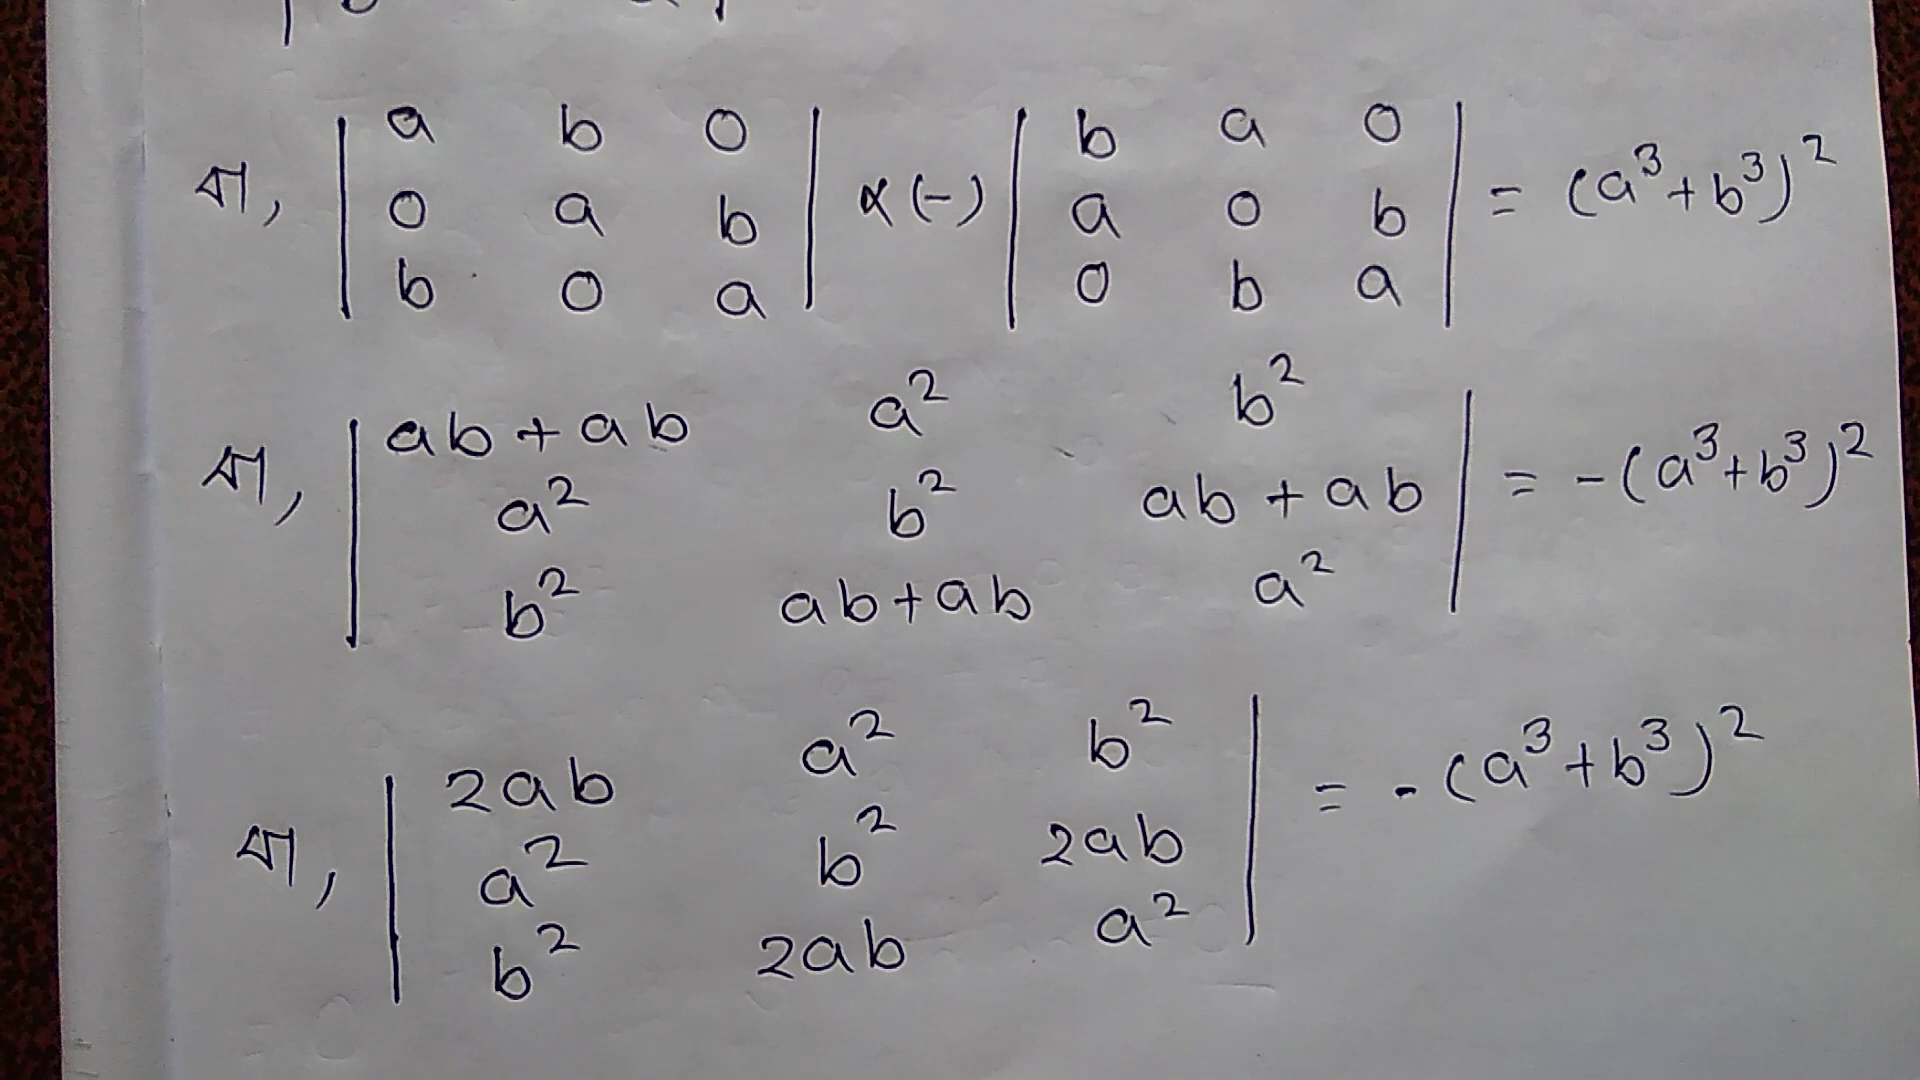 বা, | a b 0 | × (-) | b a 0 | = (a³+b³)²
| 0 a b | | a 0 b |
| b 0 a | | 0 b a |
বা, | ab+ab a² b² | = -(a³+b³)²
| a² b² ab+ab |
| b² ab+ab a² |
বা, | 2ab a² b² | = -(a³+b³)²
| a² b² 2ab |
| b² 2ab a² |